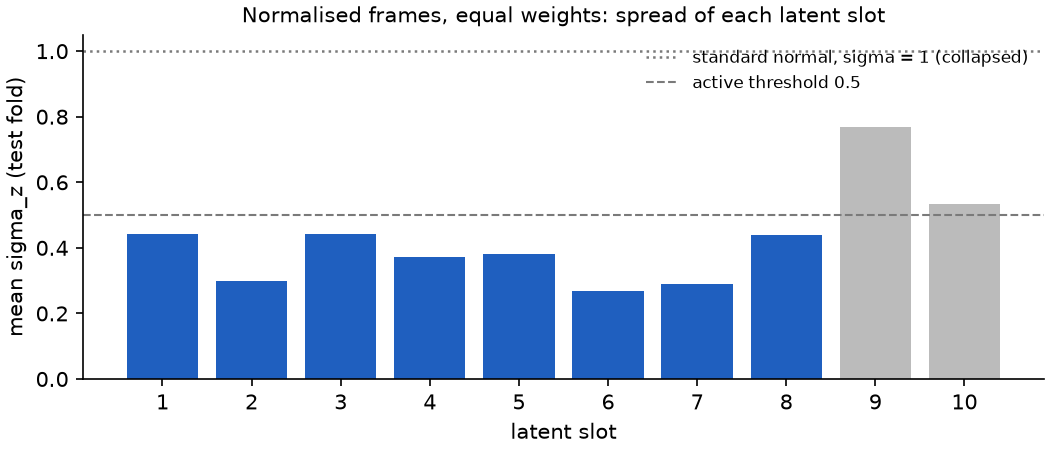 Normalised frames, equal weights: spread of each latent slot
standard normal, sigma = 1 (collapsed)
active threshold 0.5
mean sigma_z (test fold)
1.0
0.8
0.6
0.4
0.2
0.0
1 2 3 4 5 6 7 8 9 10
latent slot